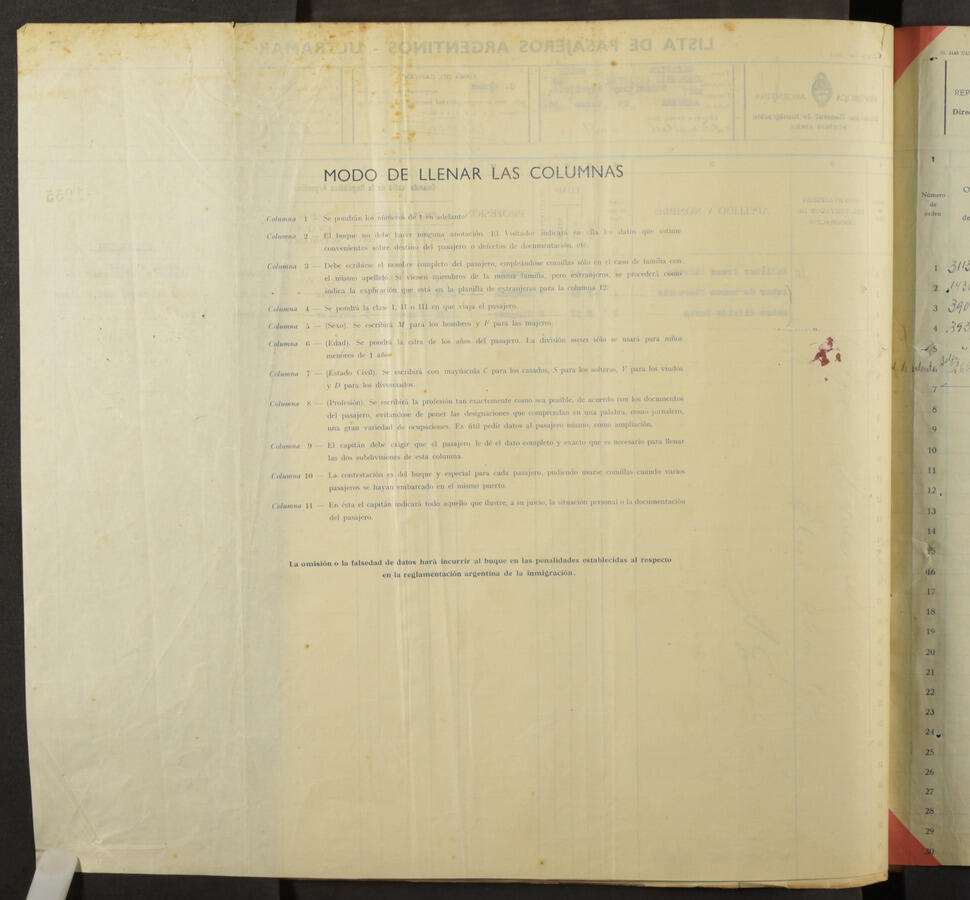 MODO DE LLENAR LAS COLUMNAS
Columna 1 — Se pondrán los números de 1 en adelante.
Columna 2 — El buque no debe hacer ninguna anotación. El Visitador indicará en ella los datos que estime
convenientes sobre destino del pasajero o defectos de documentación, etc.
Columna 3 — Debe escribirse el nombre completo del pasajero, empleándose comillas sólo en el caso de familia con
el mismo apellido. Si vienen miembros de la misma familia, pero extranjeros, se procederá como
indica la explicación que está en la planilla de extranjeros para la columna 12.
Columna 4 — Se pondrá la clase I, II o III en que viaja el pasajero.
Columna 5 — (Sexo). Se escribirá M para los hombres y F para las mujeres.
Columna 6 — (Edad). Se pondrá la cifra de los años del pasajero. La división meses sólo se usará para niños
menores de 1 año.
Columna 7 — (Estado Civil). Se escribirá con mayúscula C para los casados, S para los solteros, V para los viudos
y D para los divorciados.
Columna 8 — (Profesión). Se escribirá la profesión tan exactamente como sea posible, de acuerdo con los documentos
del pasajero, evitándose de poner las designaciones que comprendan en una palabra, como jornalero,
una gran variedad de ocupaciones. Es útil pedir datos al pasajero mismo, como ampliación.
Columna 9 — El capitán debe exigir que el pasajero le dé el dato completo y exacto que es necesario para llenar
las dos subdivisiones de esta columna.
Columna 10 — La contestación es del buque y especial para cada pasajero, pudiendo usarse comillas cuando varios
pasajeros se hayan embarcado en el mismo puerto.
Columna 11 — En ésta el capitán indicará todo aquello que ilustre, a su juicio, la situación personal o la documentación
del pasajero.
La omisión o la falsedad de datos hará incurrir al buque en las penalidades establecidas al respecto
en la reglamentación argentina de la inmigración.
REP
Direc
1
Número
de
orden
de
1 3113
2
3 390
4 393
7
8
9
10
11
12
13
14
15
16
17
18
19
20
21
22
23
24
25
26
27
28
29
30